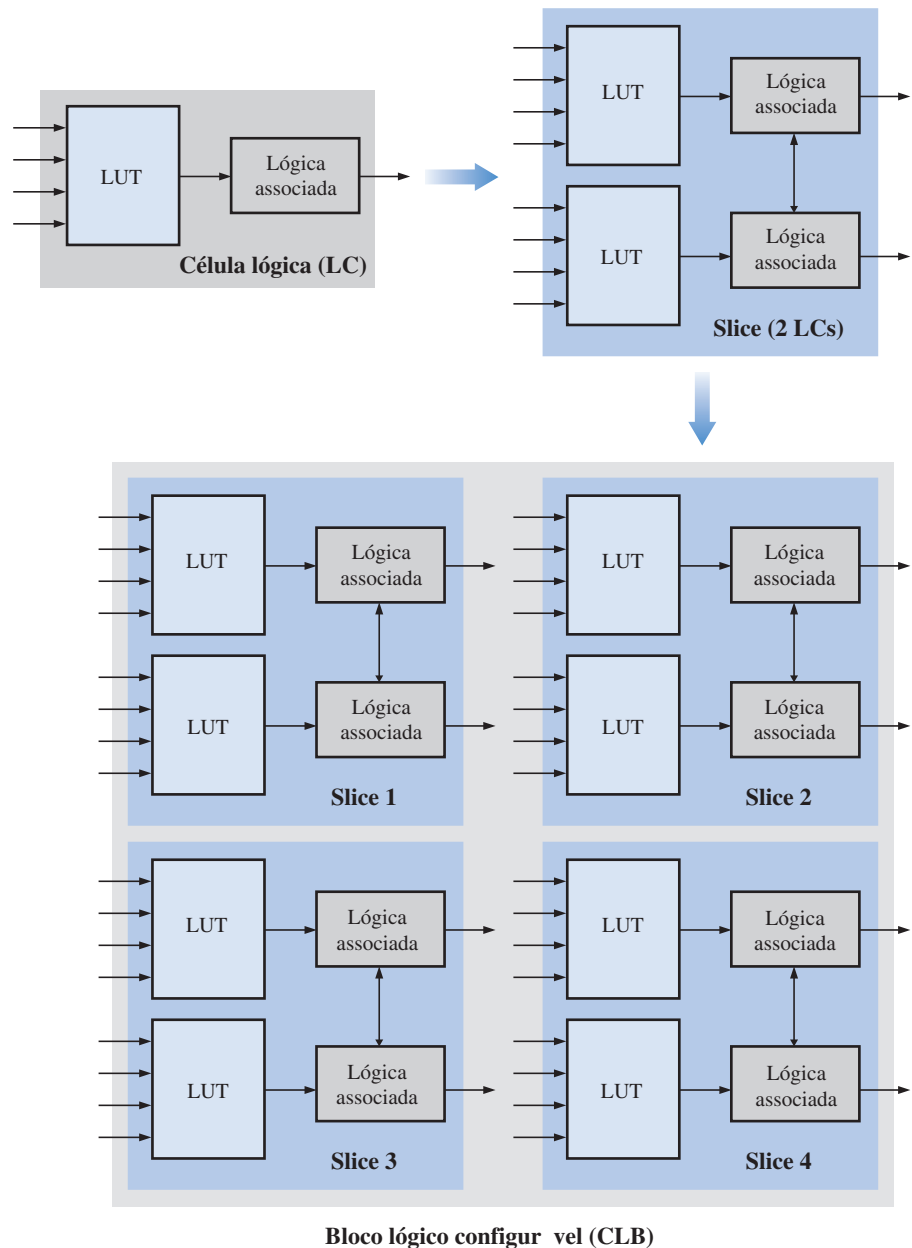 LUT
Lógica
associada
Célula lógica (LC)
LUT
Lógica
associada
LUT
Lógica
associada
Slice (2 LCs)
LUT
Lógica
associada
LUT
Lógica
associada
Slice 1
LUT
Lógica
associada
LUT
Lógica
associada
Slice 2
LUT
Lógica
associada
LUT
Lógica
associada
Slice 3
LUT
Lógica
associada
LUT
Lógica
associada
Slice 4
Bloco lógico configur vel (CLB)